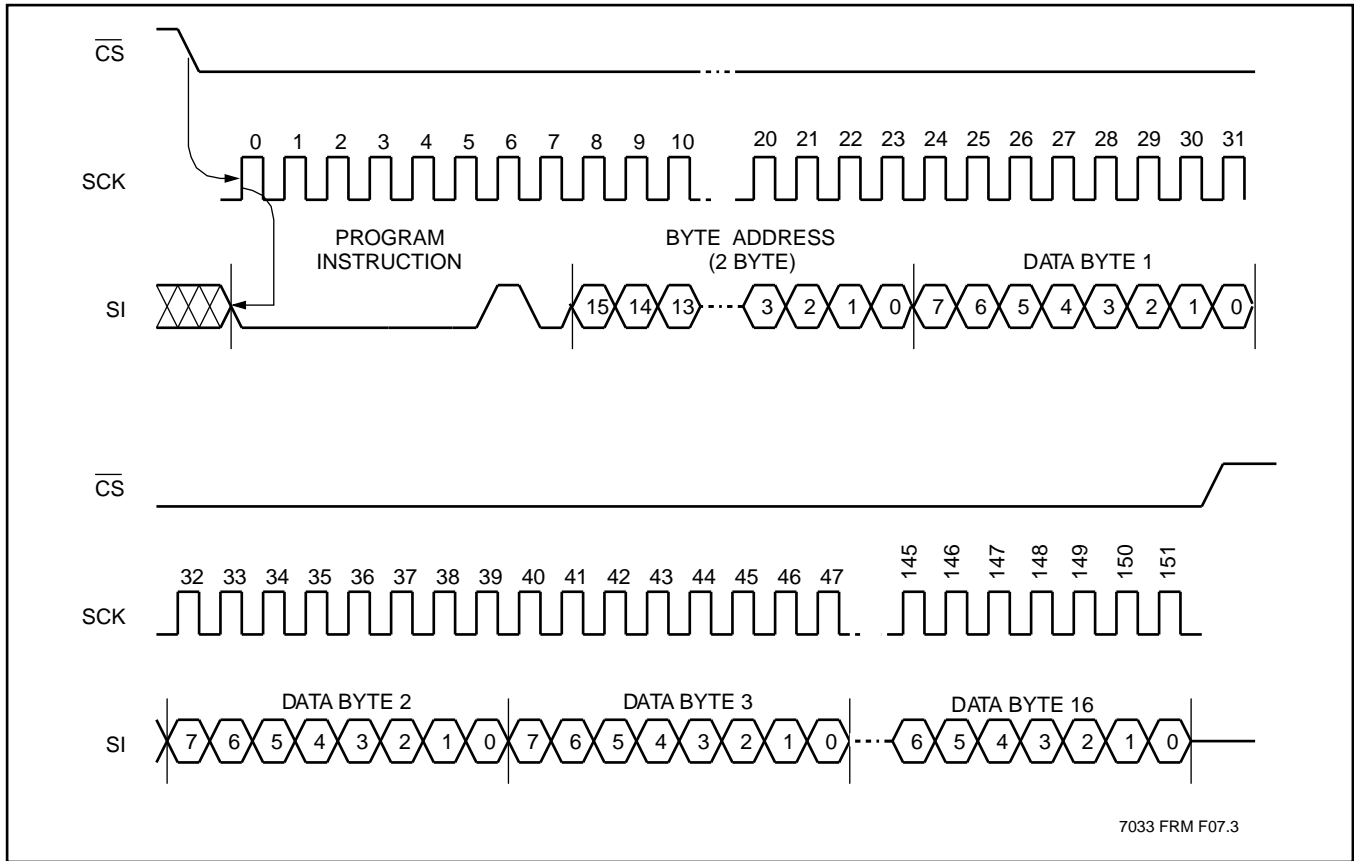 CS
0 1 2 3 4 5 6 7 8 9 10 20 21 22 23 24 25 26 27 28 29 30 31
SCK
PROGRAM
INSTRUCTION
BYTE ADDRESS
(2 BYTE)
DATA BYTE 1
SI
15 14 13 3 2 1 0 7 6 5 4 3 2 1 0
CS
32 33 34 35 36 37 38 39 40 41 42 43 44 45 46 47 145 146 147 148 149 150 151
SCK
DATA BYTE 2 DATA BYTE 3 DATA BYTE 16
SI
7 6 5 4 3 2 1 0 7 6 5 4 3 2 1 0 6 5 4 3 2 1 0
7033 FRM F07.3